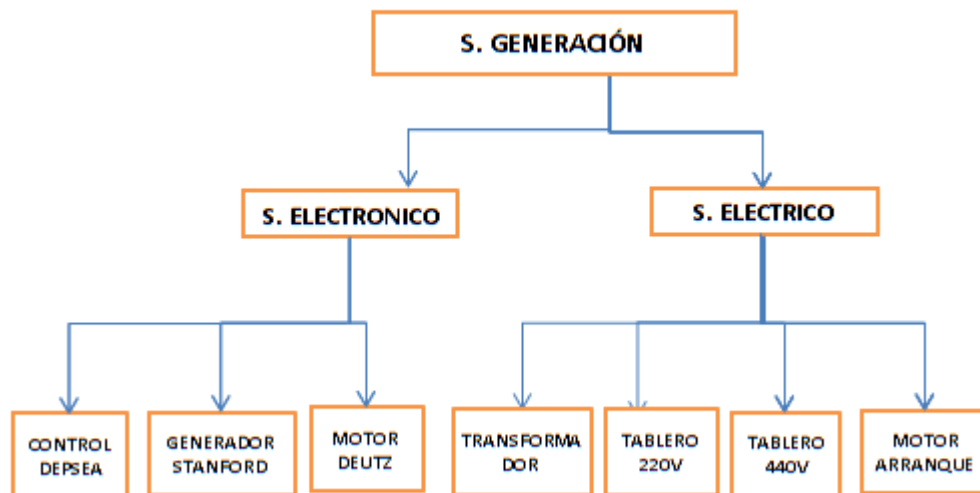 S. GENERACIÓN
S. ELECTRONICO
S. ELECTRICO
CONTROL
DEPSEA
GENERADOR
STANFORD
MOTOR
DEUTZ
TRANSFORMA
DOR
TABLERO
220V
TABLERO
440V
MOTOR
ARRANQUE